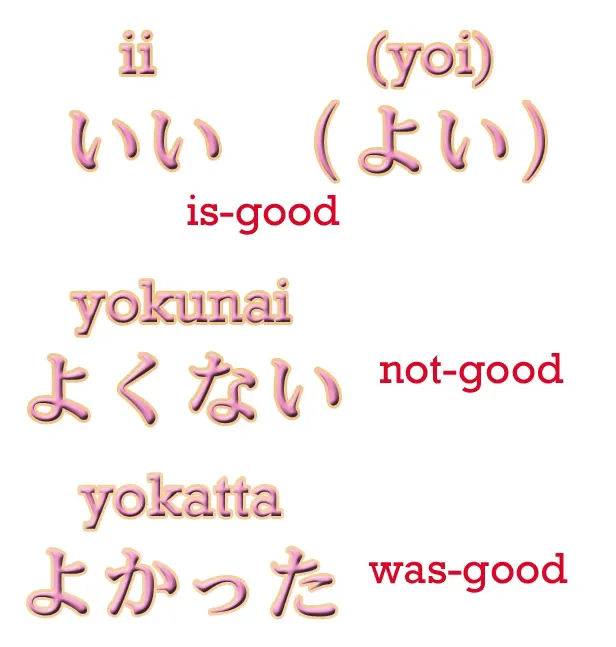 ii (yoi)
いい （よい）
is-good
yokunai
よくない not-good
yokatta
よかった was-good